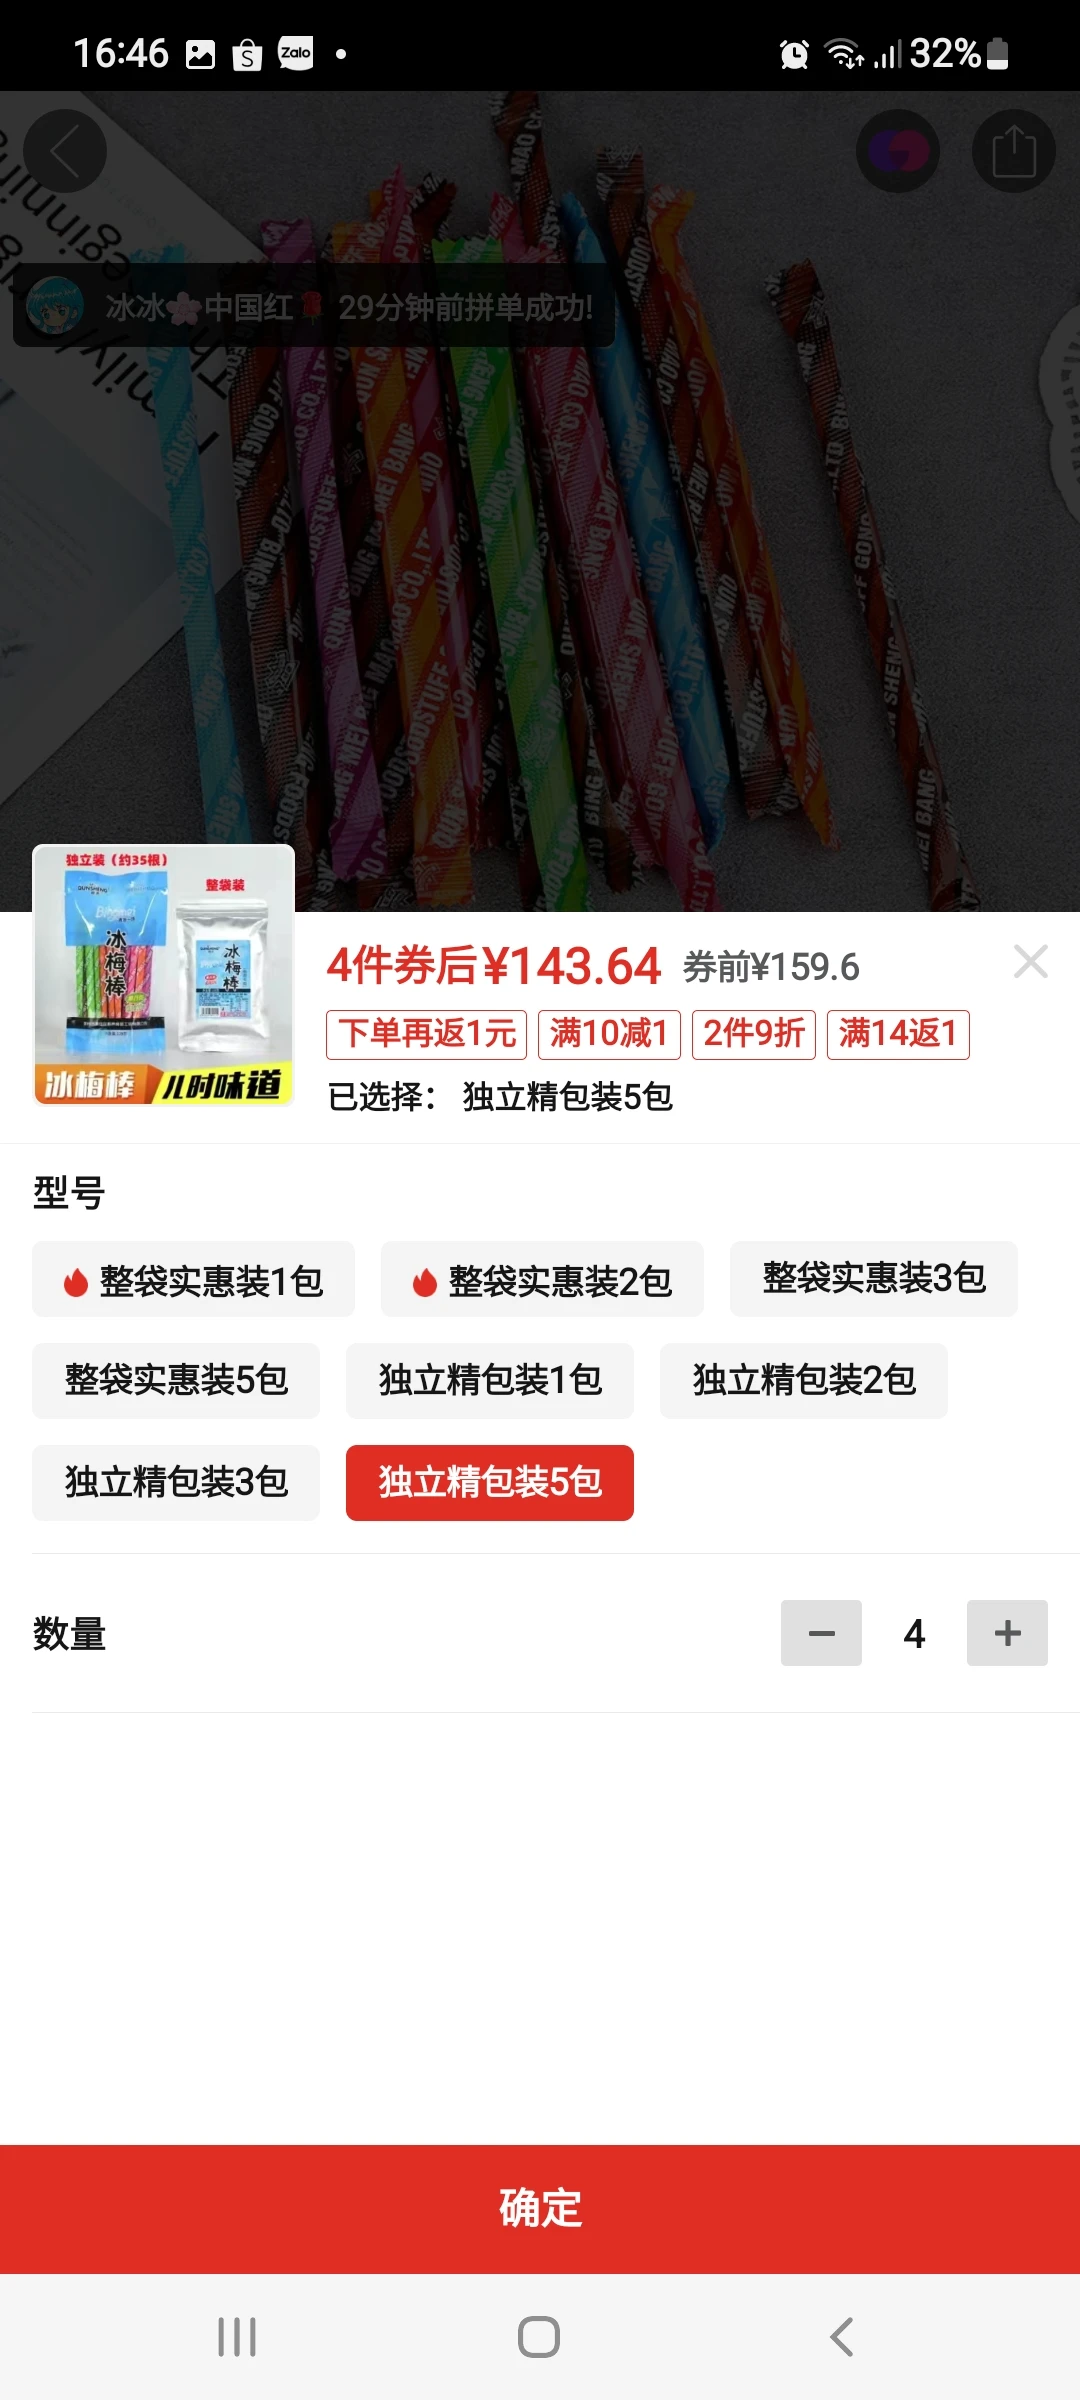 16:46
Zalo
32%
冰冰🌸中国红🌹 29分钟前拼单成功!
独立装（约35根）
整袋装
冰梅棒
冰梅棒
冰梅棒 儿时味道
4件券后¥143.64 券前¥159.6
下单再返1元 满10减1 2件9折 满14返1
已选择： 独立精包装5包
型号
整袋实惠装1包 整袋实惠装2包 整袋实惠装3包
整袋实惠装5包 独立精包装1包 独立精包装2包
独立精包装3包 独立精包装5包
数量
− 4 +
确定